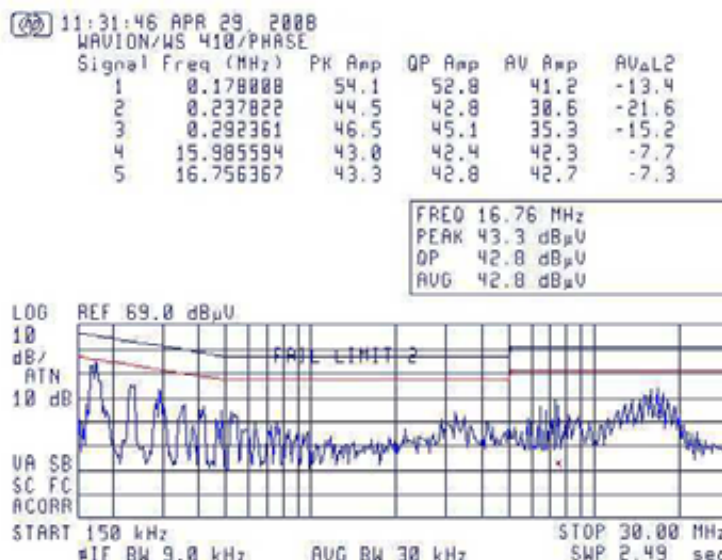 hp 11:31:46 APR 29, 2008
WAVION/WS 410/PHASE
Signal Freq (MHz) PK Amp QP Amp AV Amp AV△L2
1 0.178008 54.1 52.8 41.2 -13.4
2 0.237822 44.5 42.8 30.6 -21.6
3 0.292361 46.5 45.1 35.3 -15.2
4 15.985594 43.0 42.4 42.3 -7.7
5 16.756367 43.3 42.8 42.7 -7.3
FREQ 16.76 MHz
PEAK 43.3 dBµV
QP 42.8 dBµV
AVG 42.8 dBµV
LOG REF 69.0 dBµV
10
dB/
ATN
10 dB
FAIL LIMIT 2
VA SB
SC FC
ACORR
START 150 kHz STOP 30.00 MHz
#IF BW 9.0 kHz AVG BW 30 kHz SWP 2.49 sec